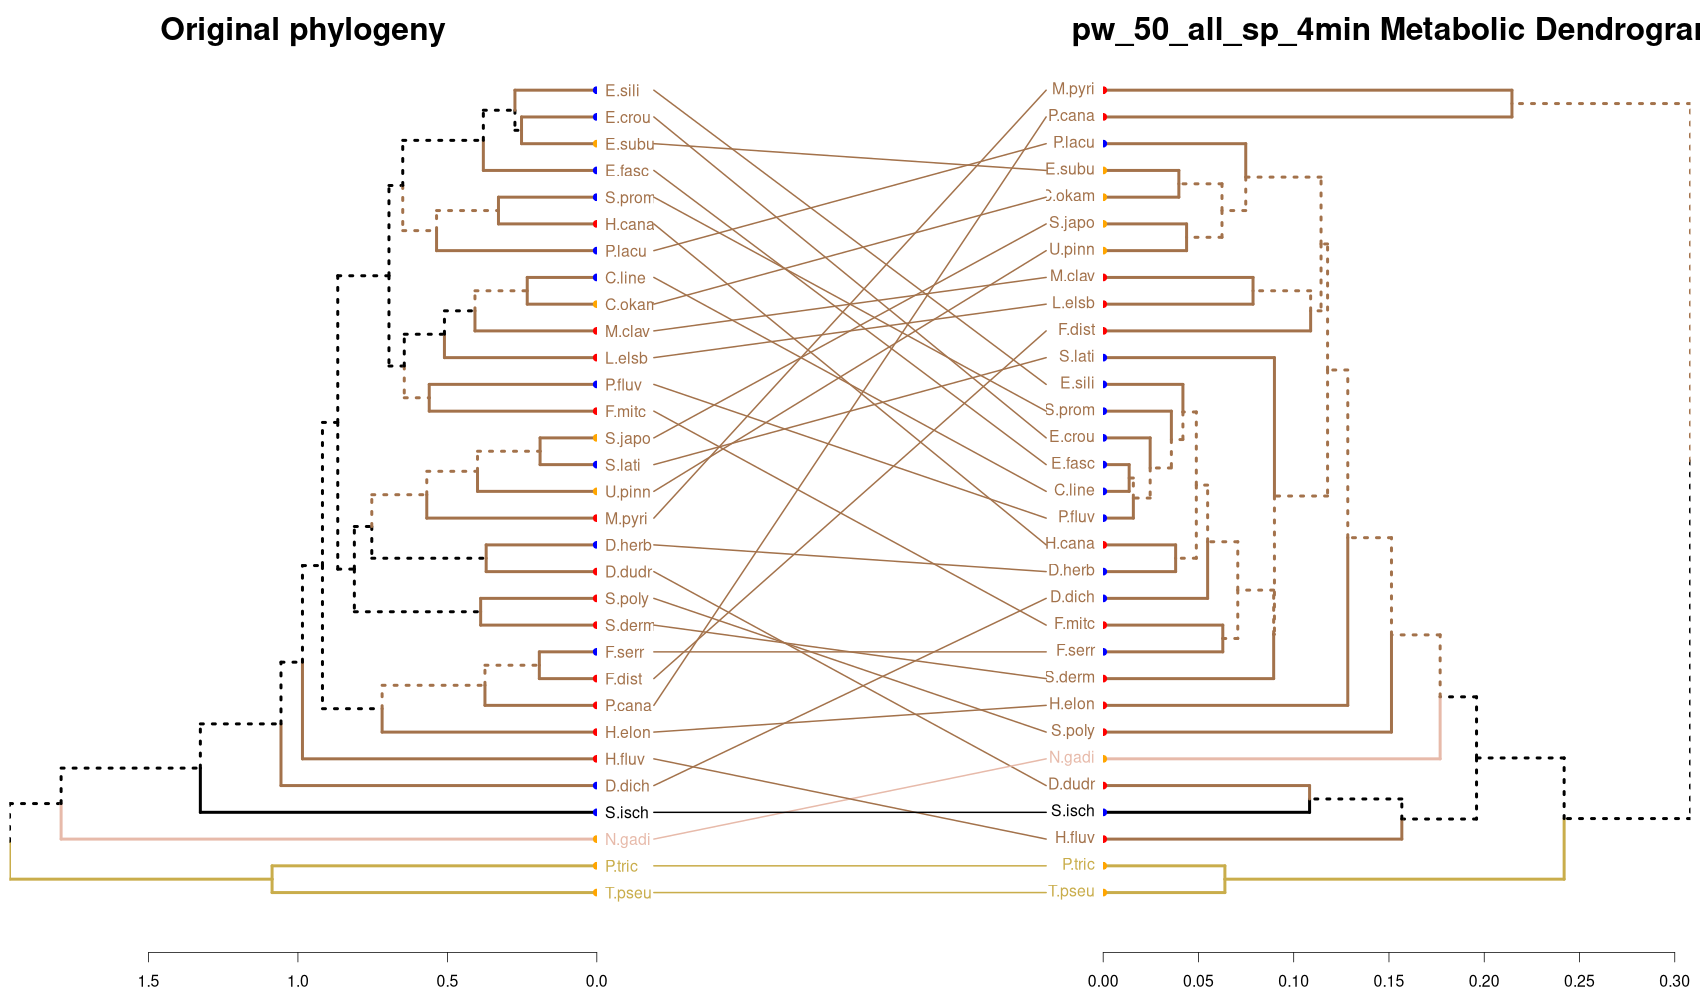 Original phylogeny
pw_50_all_sp_4min Metabolic Dendrogra
E.sili
E.crou
E.subu
E.fasc
S.prom
H.cana
P.lacu
C.line
C.okan
M.clav
L.elsb
P.fluv
F.mitc
S.japo
S.lati
U.pinn
M.pyri
D.herb
D.dudr
S.poly
S.derm
F.serr
F.dist
P.cana
H.elon
H.fluv
D.dich
S.isch
N.gadi
P.tric
T.pseu
M.pyri
P.cana
P.lacu
E.subu
C.okam
S.japo
U.pinn
M.clav
L.elsb
F.dist
S.lati
E.sili
S.prom
E.crou
E.fasc
C.line
P.fluv
H.cana
D.herb
D.dich
F.mitc
F.serr
S.derm
H.elon
S.poly
N.gadi
D.dudr
S.isch
H.fluv
P.tric
T.pseu
1.5 1.0 0.5 0.0
0.00 0.05 0.10 0.15 0.20 0.25 0.30